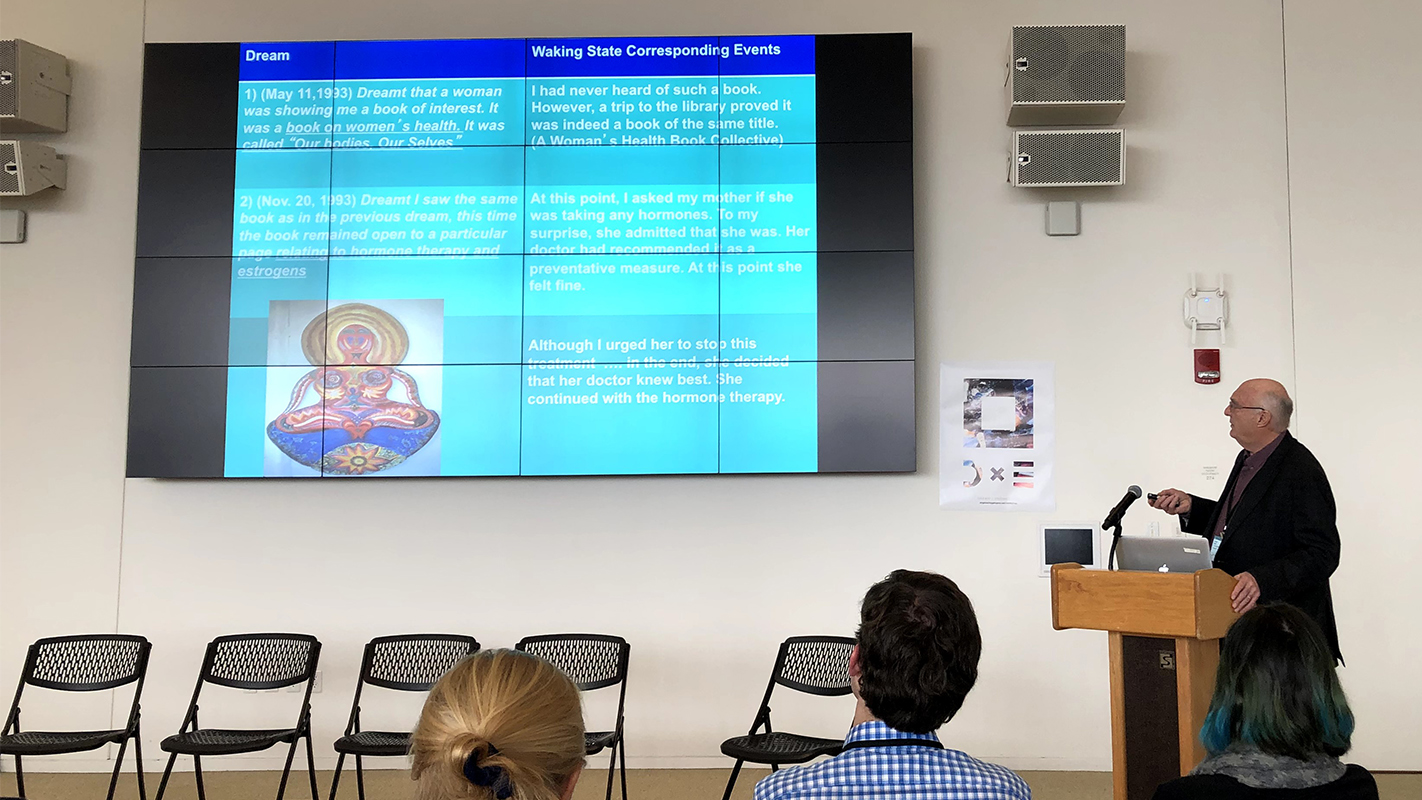 Dream
Waking State Corresponding Events
1) (May 11,1993) Dreamt that a woman
was showing me a book of interest. It
was a book on women's health. It was
called "Our bodies, Our Selves"
I had never heard of such a book.
However, a trip to the library proved it
was indeed a book of the same title.
(A Woman's Health Book Collective)
2) (Nov. 20, 1993) Dreamt I saw the same
book as in the previous dream, this time
the book remained open to a particular
page relating to hormone therapy and
estrogens
At this point, I asked my mother if she
was taking any hormones. To my
surprise, she admitted that she was. Her
doctor had recommended it as a
preventative measure. At this point she
felt fine.
Although I urged her to stop this
treatment .... in the end, she decided
that her doctor knew best. She
continued with the hormone therapy.